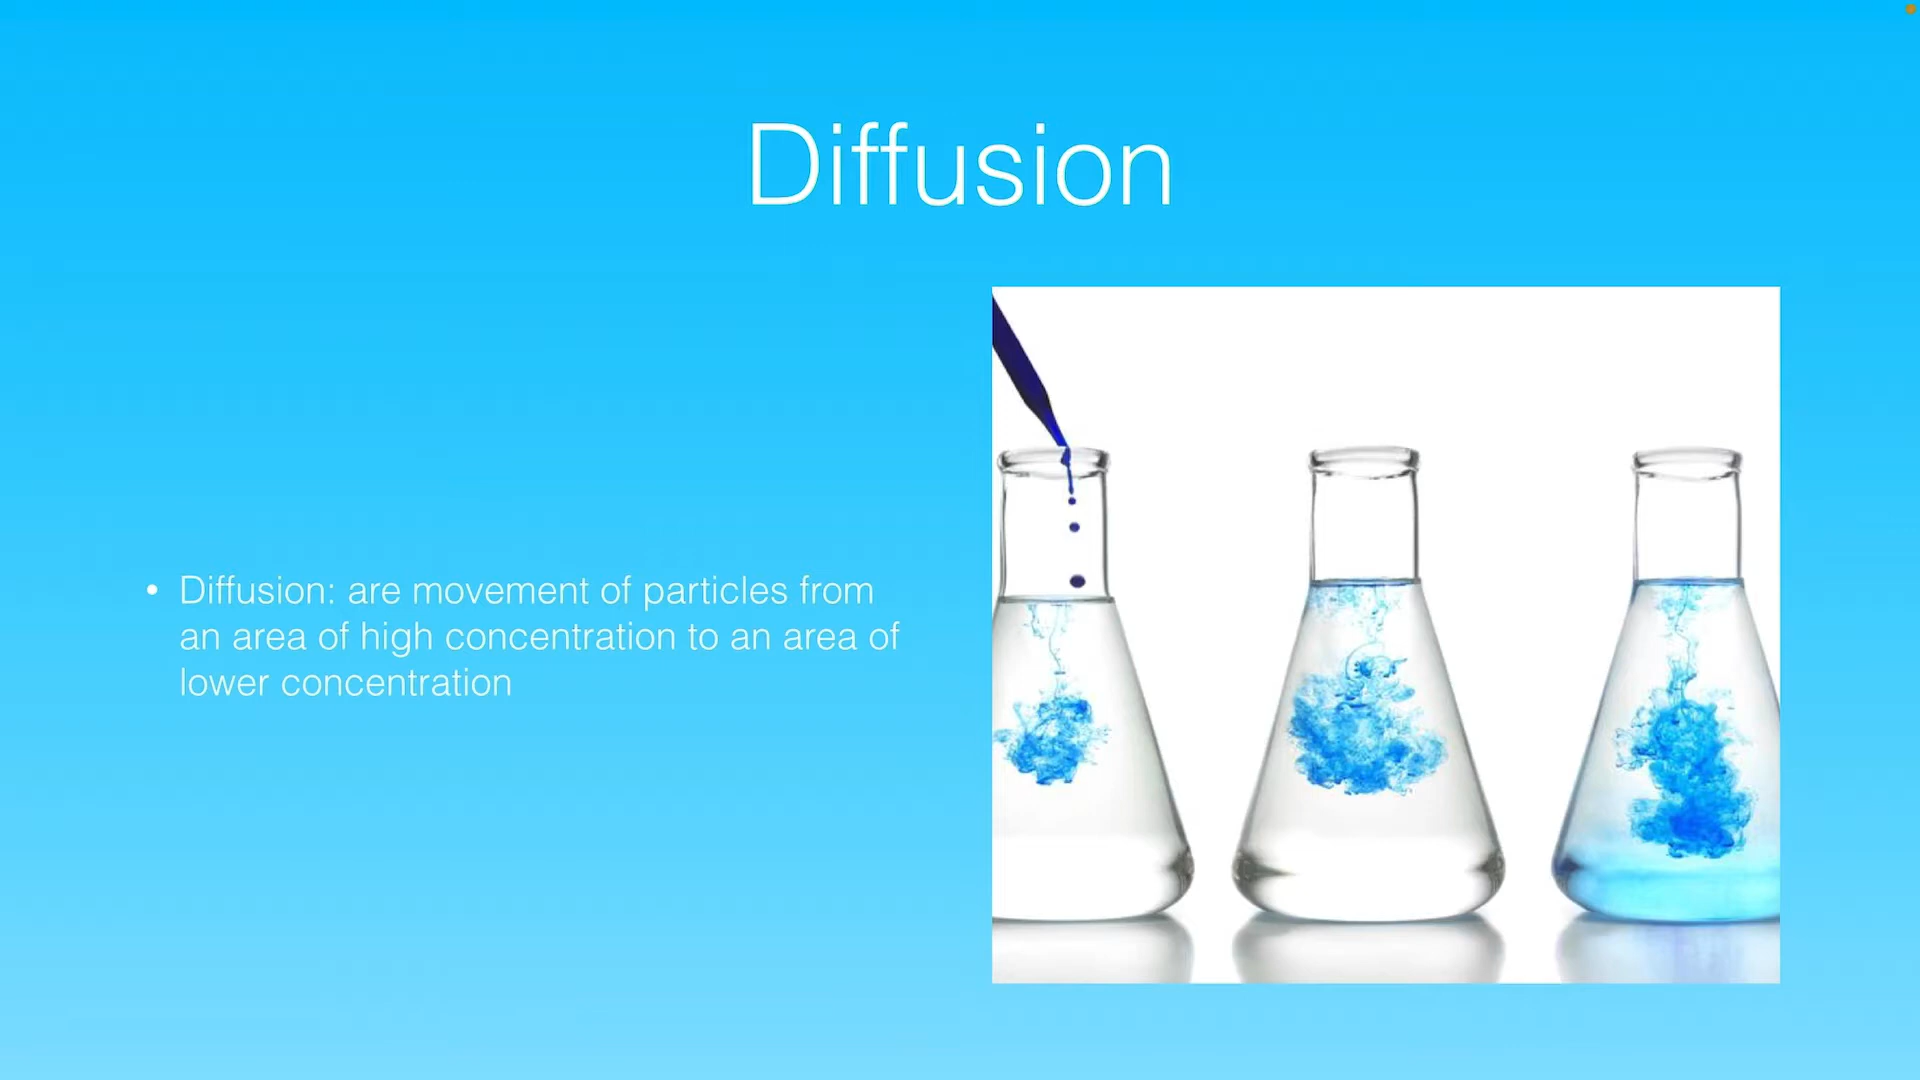 Diffusion
• Diffusion: are movement of particles from
an area of high concentration to an area of
lower concentration